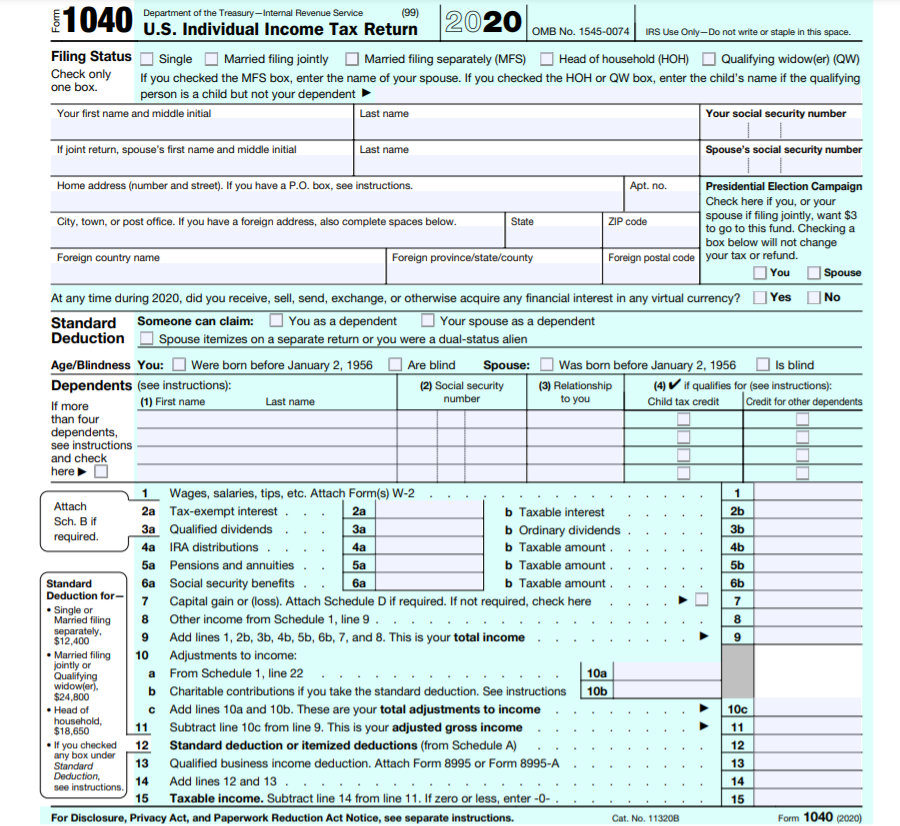 Form 1040 Department of the Treasury—Internal Revenue Service (99)
U.S. Individual Income Tax Return 2020 OMB No. 1545-0074 IRS Use Only—Do not write or staple in this space.
Filing Status Single Married filing jointly Married filing separately (MFS) Head of household (HOH) Qualifying widow(er) (QW)
Check only
one box.
If you checked the MFS box, enter the name of your spouse. If you checked the HOH or QW box, enter the child's name if the qualifying
person is a child but not your dependent ▶
Your first name and middle initial Last name Your social security number
If joint return, spouse's first name and middle initial Last name Spouse's social security number
Home address (number and street). If you have a P.O. box, see instructions. Apt. no.
City, town, or post office. If you have a foreign address, also complete spaces below. State ZIP code
Foreign country name Foreign province/state/county Foreign postal code
Presidential Election Campaign
Check here if you, or your
spouse if filing jointly, want $3
to go to this fund. Checking a
box below will not change
your tax or refund.
You Spouse
At any time during 2020, did you receive, sell, send, exchange, or otherwise acquire any financial interest in any virtual currency? Yes No
Standard
Deduction
Someone can claim: You as a dependent Your spouse as a dependent
Spouse itemizes on a separate return or you were a dual-status alien
Age/Blindness You: Were born before January 2, 1956 Are blind Spouse: Was born before January 2, 1956 Is blind
Dependents (see instructions): (2) Social security number (3) Relationship to you (4) ✔ if qualifies for (see instructions):
(1) First name Last name Child tax credit Credit for other dependents
If more
than four
dependents,
see instructions
and check
here ▶
Attach
Sch. B if
required.
1 Wages, salaries, tips, etc. Attach Form(s) W-2 . . . . . . . . . . . . . . . . 1
2a Tax-exempt interest . . . 2a b Taxable interest . . . . . 2b
3a Qualified dividends . . . 3a b Ordinary dividends . . . . . 3b
4a IRA distributions . . . . 4a b Taxable amount . . . . . . 4b
5a Pensions and annuities . . 5a b Taxable amount . . . . . . 5b
6a Social security benefits . . 6a b Taxable amount . . . . . . 6b
7 Capital gain or (loss). Attach Schedule D if required. If not required, check here . . . . ▶ 7
8 Other income from Schedule 1, line 9 . . . . . . . . . . . . . . . . . . 8
9 Add lines 1, 2b, 3b, 4b, 5b, 6b, 7, and 8. This is your total income . . . . . . . . . ▶ 9
10 Adjustments to income:
a From Schedule 1, line 22 . . . . . . . . . . . . 10a
b Charitable contributions if you take the standard deduction. See instructions 10b
c Add lines 10a and 10b. These are your total adjustments to income . . . . . . . . ▶ 10c
11 Subtract line 10c from line 9. This is your adjusted gross income . . . . . . . . . ▶ 11
12 Standard deduction or itemized deductions (from Schedule A) . . . . . . . . . . 12
13 Qualified business income deduction. Attach Form 8995 or Form 8995-A . . . . . . . . 13
14 Add lines 12 and 13 . . . . . . . . . . . . . . . . . . . . . . . 14
15 Taxable income. Subtract line 14 from line 11. If zero or less, enter -0- . . . . . . . . . 15
Standard
Deduction for—
• Single or
Married filing
separately,
$12,400
• Married filing
jointly or
Qualifying
widow(er),
$24,800
• Head of
household,
$18,650
• If you checked
any box under
Standard
Deduction,
see instructions.
For Disclosure, Privacy Act, and Paperwork Reduction Act Notice, see separate instructions. Cat. No. 11320B Form 1040 (2020)